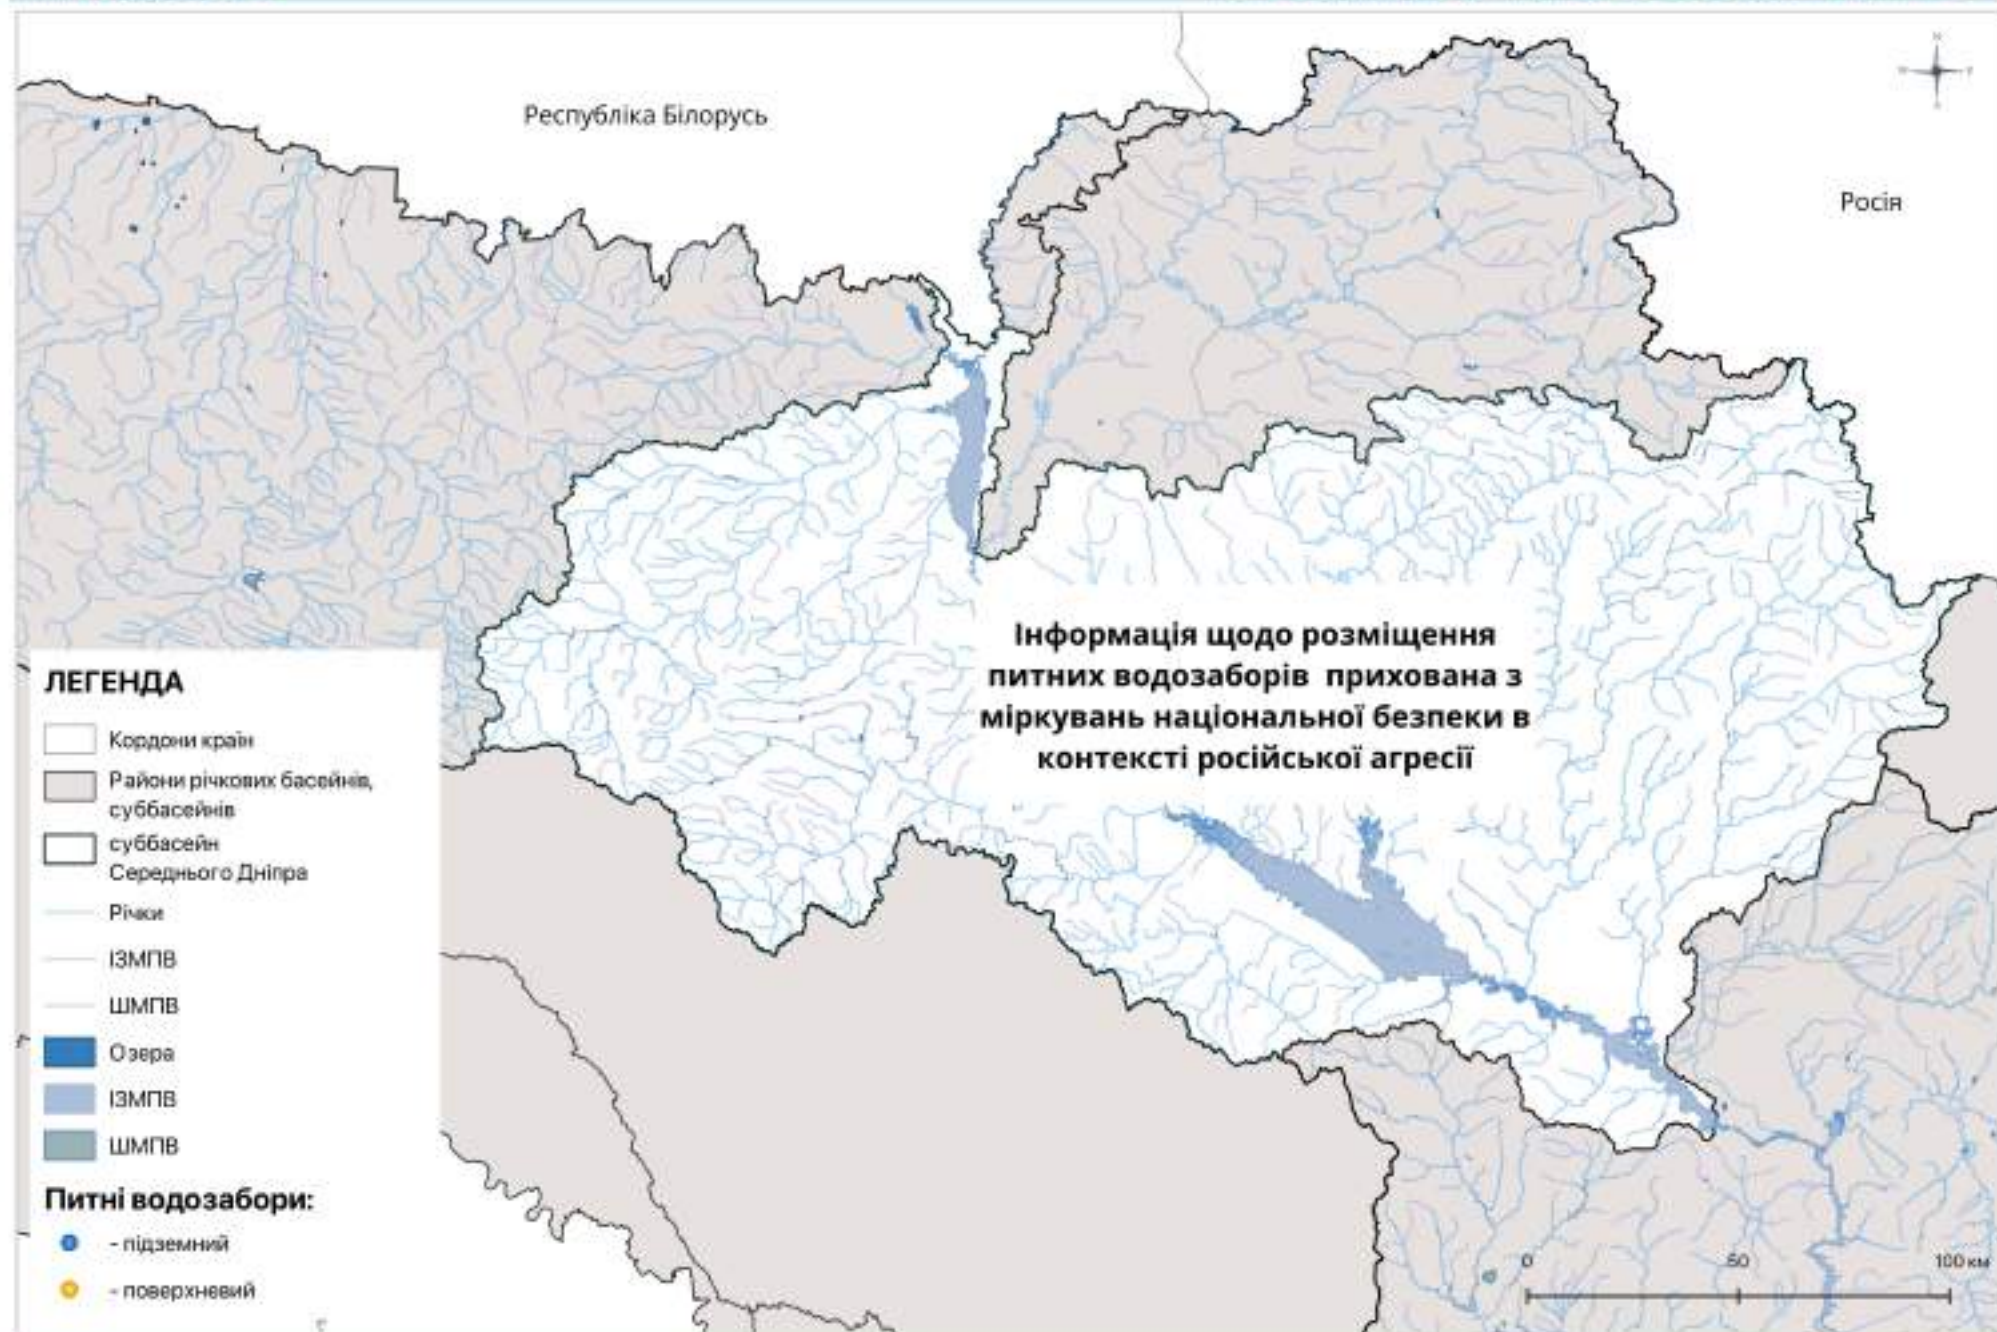 Республіка Білорусь
Росія
Інформація щодо розміщення
питних водозаборів прихована з
міркувань національної безпеки в
контексті російської агресії
ЛЕГЕНДА
Кордони країн
Райони річкових басейнів,
суббасейнів
суббасейн
Середнього Дніпра
Річки
ІЗМПВ
ШМПВ
Озера
ІЗМПВ
ШМПВ
Питні водозабори:
- підземний
- поверхневий
0 50 100 км